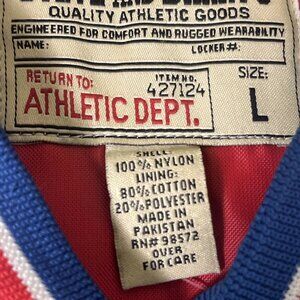 QUALITY ATHLETIC GOODS
ENGINEERED FOR COMFORT AND RUGGED WEARABILITY
NAME: LOCKER#:
RETURN TO: ITEM NO. SIZE:
427124
ATHLETIC DEPT. L
SHELL:
100% NYLON
LINING:
80% COTTON
20% POLYESTER
MADE IN
PAKISTAN
RN# 98572
OVER
FOR CARE